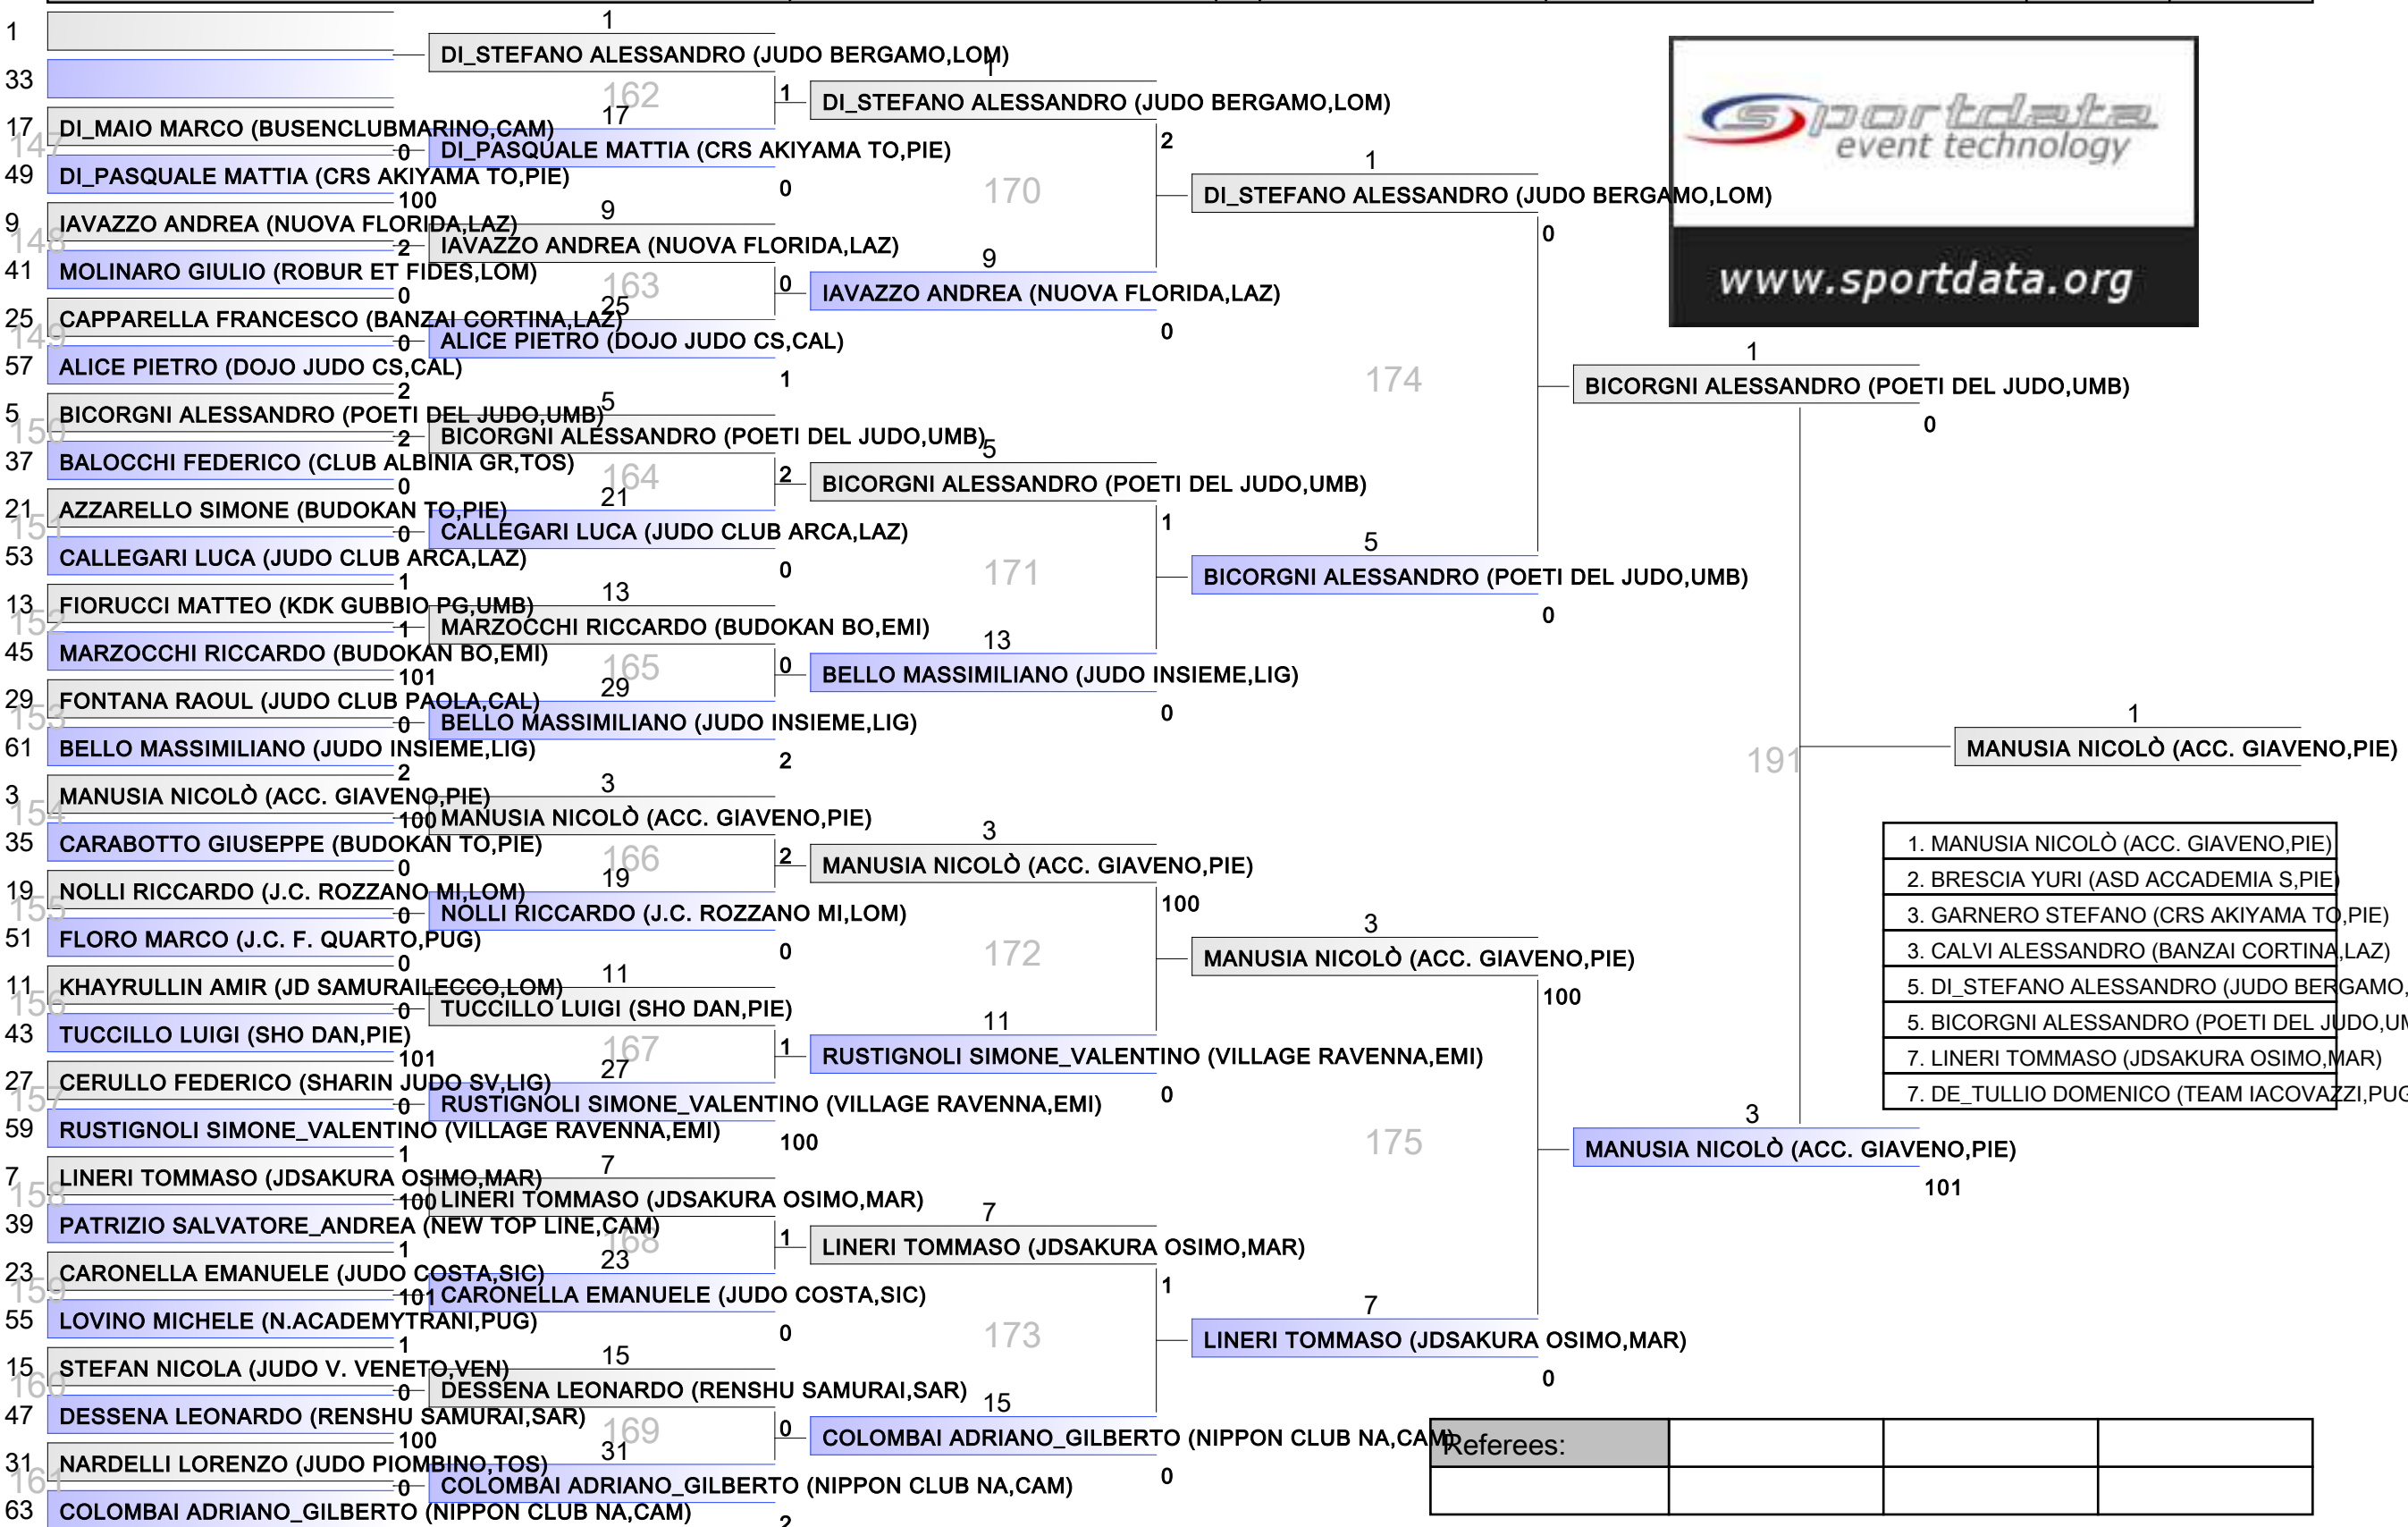 1
33
17 DI_MAIO MARCO (BUSENCLUBMARINO,CAM)
147
0
49 DI_PASQUALE MATTIA (CRS AKIYAMA TO,PIE)
100
9 IAVAZZO ANDREA (NUOVA FLORIDA,LAZ)
148
2
41 MOLINARO GIULIO (ROBUR ET FIDES,LOM)
0
25 CAPPARELLA FRANCESCO (BANZAI CORTINA,LAZ)
149
0
57 ALICE PIETRO (DOJO JUDO CS,CAL)
2
5 BICORGNI ALESSANDRO (POETI DEL JUDO,UMB)
150
2
37 BALOCCHI FEDERICO (CLUB ALBINIA GR,TOS)
0
21 AZZARELLO SIMONE (BUDOKAN TO,PIE)
151
0
53 CALLEGARI LUCA (JUDO CLUB ARCA,LAZ)
1
13 FIORUCCI MATTEO (KDK GUBBIO PG,UMB)
152
1
45 MARZOCCHI RICCARDO (BUDOKAN BO,EMI)
101
29 FONTANA RAOUL (JUDO CLUB PAOLA,CAL)
153
0
61 BELLO MASSIMILIANO (JUDO INSIEME,LIG)
2
3 MANUSIA NICOLÒ (ACC. GIAVENO,PIE)
154
100
35 CARABOTTO GIUSEPPE (BUDOKAN TO,PIE)
0
19 NOLLI RICCARDO (J.C. ROZZANO MI,LOM)
155
0
51 FLORO MARCO (J.C. F. QUARTO,PUG)
0
11 KHAYRULLIN AMIR (JD SAMURAILECCO,LOM)
156
0
43 TUCCILLO LUIGI (SHO DAN,PIE)
101
27 CERULLO FEDERICO (SHARIN JUDO SV,LIG)
157
0
59 RUSTIGNOLI SIMONE_VALENTINO (VILLAGE RAVENNA,EMI)
1
7 LINERI TOMMASO (JDSAKURA OSIMO,MAR)
158
100
39 PATRIZIO SALVATORE_ANDREA (NEW TOP LINE,CAM)
1
23 CARONELLA EMANUELE (JUDO COSTA,SIC)
159
101
55 LOVINO MICHELE (N.ACADEMYTRANI,PUG)
1
15 STEFAN NICOLA (JUDO V. VENETO,VEN)
160
0
47 DESSENA LEONARDO (RENSHU SAMURAI,SAR)
100
31 NARDELLI LORENZO (JUDO PIOMBINO,TOS)
161
0
63 COLOMBAI ADRIANO_GILBERTO (NIPPON CLUB NA,CAM)
1
DI_STEFANO ALESSANDRO (JUDO BERGAMO,LOM)
162
1
17
DI_PASQUALE MATTIA (CRS AKIYAMA TO,PIE)
0
9
IAVAZZO ANDREA (NUOVA FLORIDA,LAZ)
163
0
25
ALICE PIETRO (DOJO JUDO CS,CAL)
1
5
BICORGNI ALESSANDRO (POETI DEL JUDO,UMB)
164
2
21
CALLEGARI LUCA (JUDO CLUB ARCA,LAZ)
0
13
MARZOCCHI RICCARDO (BUDOKAN BO,EMI)
165
0
29
BELLO MASSIMILIANO (JUDO INSIEME,LIG)
2
3
MANUSIA NICOLÒ (ACC. GIAVENO,PIE)
166
2
19
NOLLI RICCARDO (J.C. ROZZANO MI,LOM)
0
11
TUCCILLO LUIGI (SHO DAN,PIE)
167
1
27
RUSTIGNOLI SIMONE_VALENTINO (VILLAGE RAVENNA,EMI)
100
7
LINERI TOMMASO (JDSAKURA OSIMO,MAR)
168
1
23
CARONELLA EMANUELE (JUDO COSTA,SIC)
0
15
DESSENA LEONARDO (RENSHU SAMURAI,SAR)
169
0
31
COLOMBAI ADRIANO_GILBERTO (NIPPON CLUB NA,CAM)
2
1
DI_STEFANO ALESSANDRO (JUDO BERGAMO,LOM)
2
170
9
IAVAZZO ANDREA (NUOVA FLORIDA,LAZ)
0
5
BICORGNI ALESSANDRO (POETI DEL JUDO,UMB)
1
171
13
BELLO MASSIMILIANO (JUDO INSIEME,LIG)
0
3
MANUSIA NICOLÒ (ACC. GIAVENO,PIE)
100
172
11
RUSTIGNOLI SIMONE_VALENTINO (VILLAGE RAVENNA,EMI)
0
7
LINERI TOMMASO (JDSAKURA OSIMO,MAR)
1
173
15
COLOMBAI ADRIANO_GILBERTO (NIPPON CLUB NA,CAM)
0
1
DI_STEFANO ALESSANDRO (JUDO BERGAMO,LOM)
0
174
5
BICORGNI ALESSANDRO (POETI DEL JUDO,UMB)
0
3
MANUSIA NICOLÒ (ACC. GIAVENO,PIE)
100
175
7
LINERI TOMMASO (JDSAKURA OSIMO,MAR)
0
1
BICORGNI ALESSANDRO (POETI DEL JUDO,UMB)
0
191
3
MANUSIA NICOLÒ (ACC. GIAVENO,PIE)
101
1
MANUSIA NICOLÒ (ACC. GIAVENO,PIE)
sportdata
event technology
www.sportdata.org
1. MANUSIA NICOLÒ (ACC. GIAVENO,PIE)
2. BRESCIA YURI (ASD ACCADEMIA S,PIE)
3. GARNERO STEFANO (CRS AKIYAMA TO,PIE)
3. CALVI ALESSANDRO (BANZAI CORTINA,LAZ)
5. DI_STEFANO ALESSANDRO (JUDO BERGAMO,
5. BICORGNI ALESSANDRO (POETI DEL JUDO,UM
7. LINERI TOMMASO (JDSAKURA OSIMO,MAR)
7. DE_TULLIO DOMENICO (TEAM IACOVAZZI,PUG
Referees: